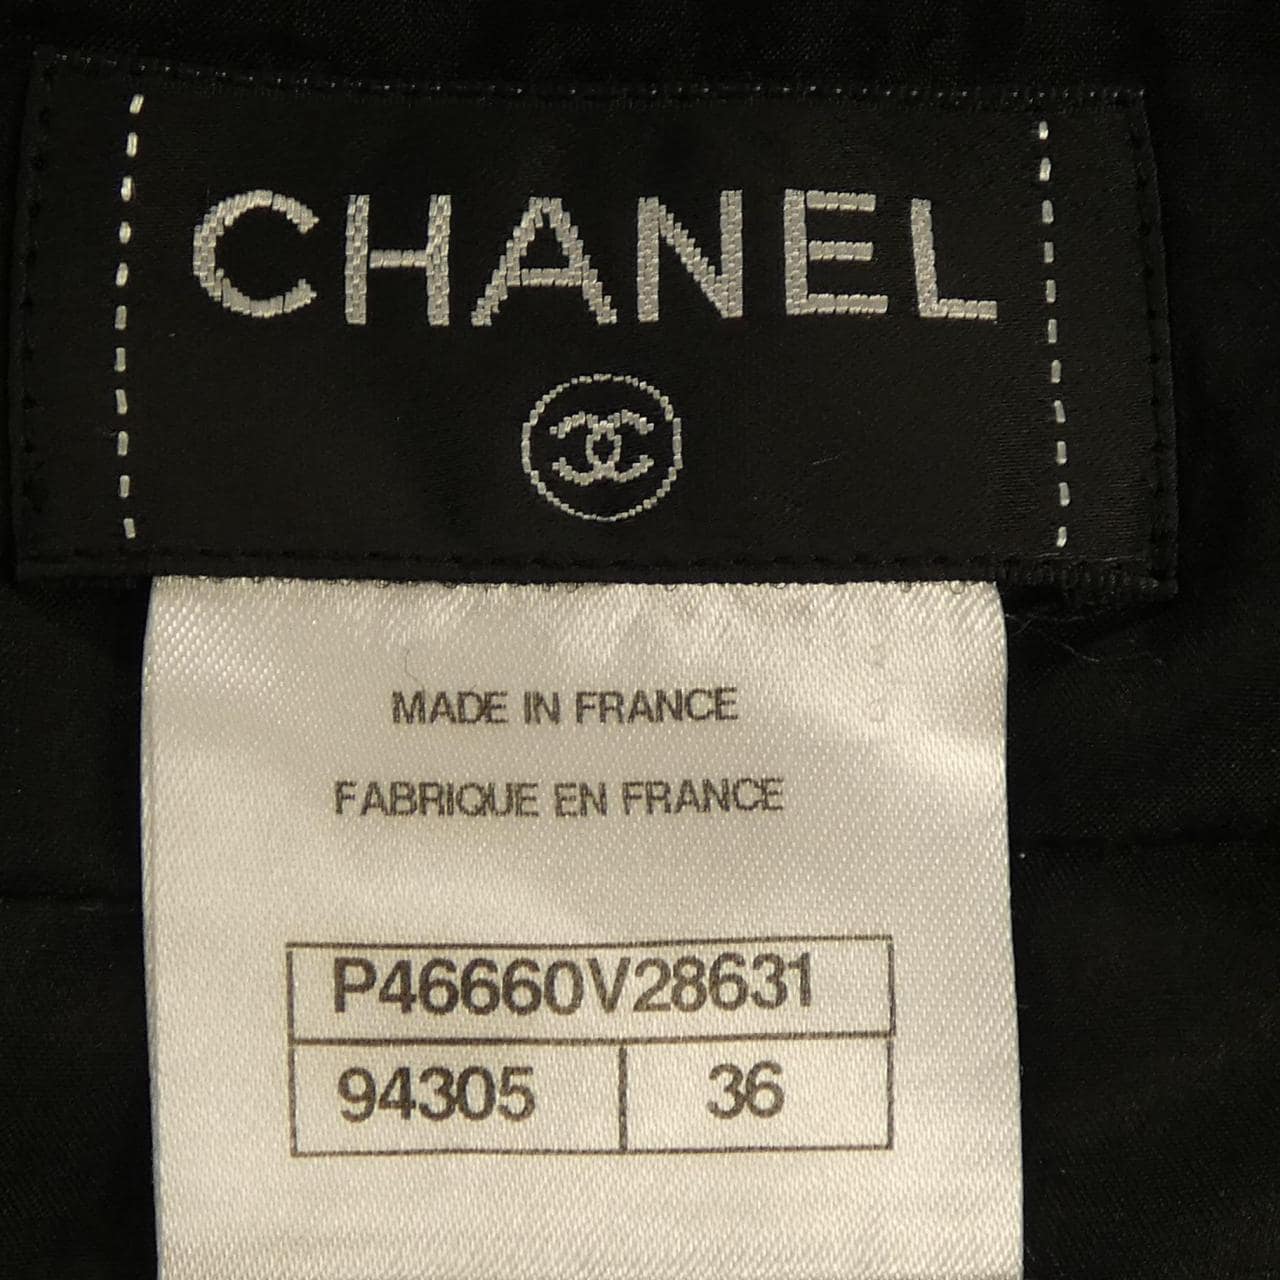 CHANEL
MADE IN FRANCE
FABRIQUE EN FRANCE
P46660V28631
94305 36